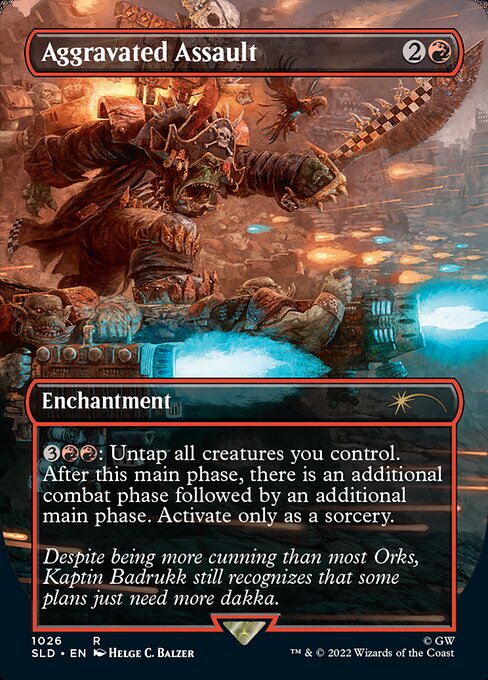 Aggravated Assault 2
Enchantment
3: Untap all creatures you control.
After this main phase, there is an additional
combat phase followed by an additional
main phase. Activate only as a sorcery.
Despite being more cunning than most Orks,
Kaptin Badrukk still recognizes that some
plans just need more dakka.
1026 R
SLD • EN HELGE C. BALZER
© GW
™ & © 2022 Wizards of the Coast